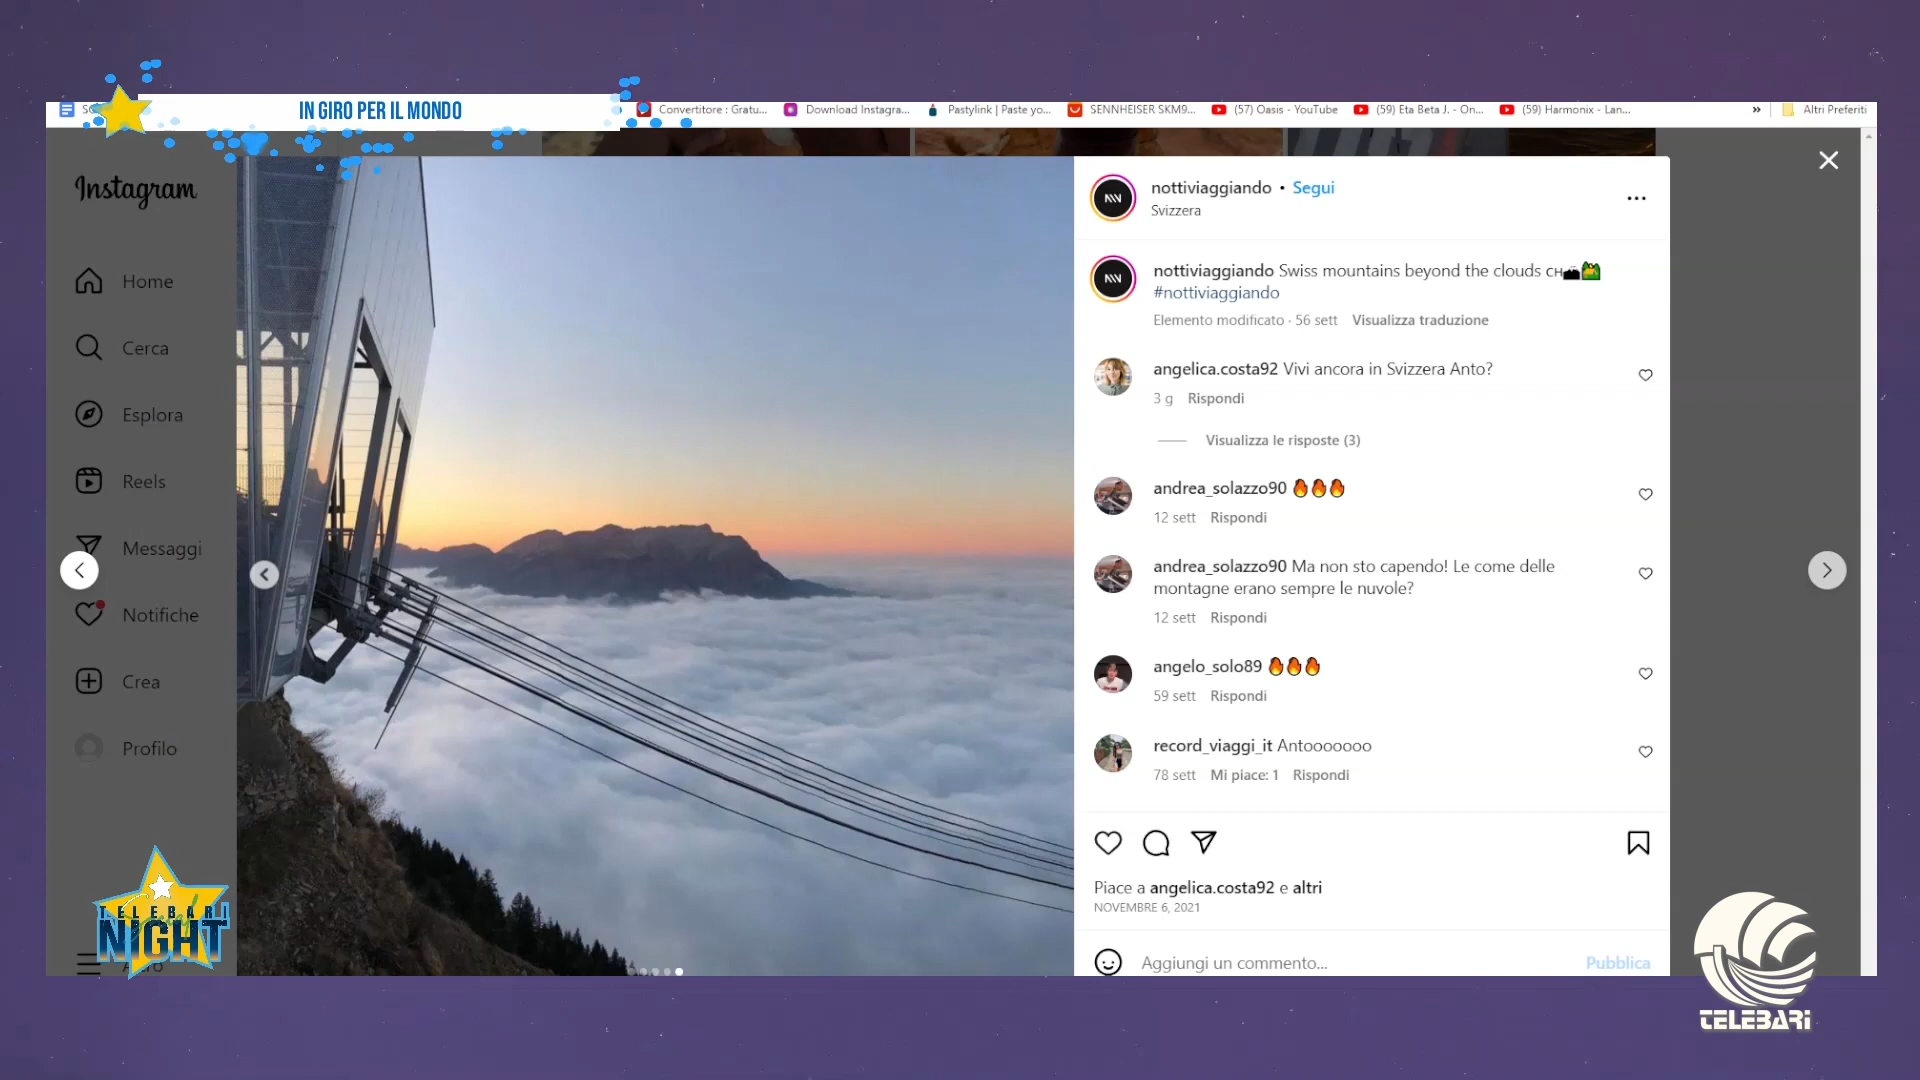 IN GIRO PER IL MONDO
Convertitore : Gratu...
Download Instagra...
Pastylink | Paste yo...
SENNHEISER SKM9...
(57) Oasis - YouTube
(59) Eta Beta J. - On...
(59) Harmonix - Lan...
»
Altri Preferiti
Instagram
Home
Cerca
Esplora
Reels
Messaggi
Notifiche
Crea
Profilo
Altro
nottiviaggiando • Segui
Svizzera
nottiviaggiando Swiss mountains beyond the clouds CH
#nottiviaggiando
Elemento modificato · 56 sett Visualizza traduzione
angelica.costa92 Vivi ancora in Svizzera Anto?
3 g Rispondi
Visualizza le risposte (3)
andrea_solazzo90 🔥🔥🔥
12 sett Rispondi
andrea_solazzo90 Ma non sto capendo! Le come delle
montagne erano sempre le nuvole?
12 sett Rispondi
angelo_solo89 🔥🔥🔥
59 sett Rispondi
record_viaggi_it Antooooooo
78 sett Mi piace: 1 Rispondi
Piace a angelica.costa92 e altri
NOVEMBRE 6, 2021
Aggiungi un commento...
Pubblica
TELEBARI
NIGHT
TELEBARI